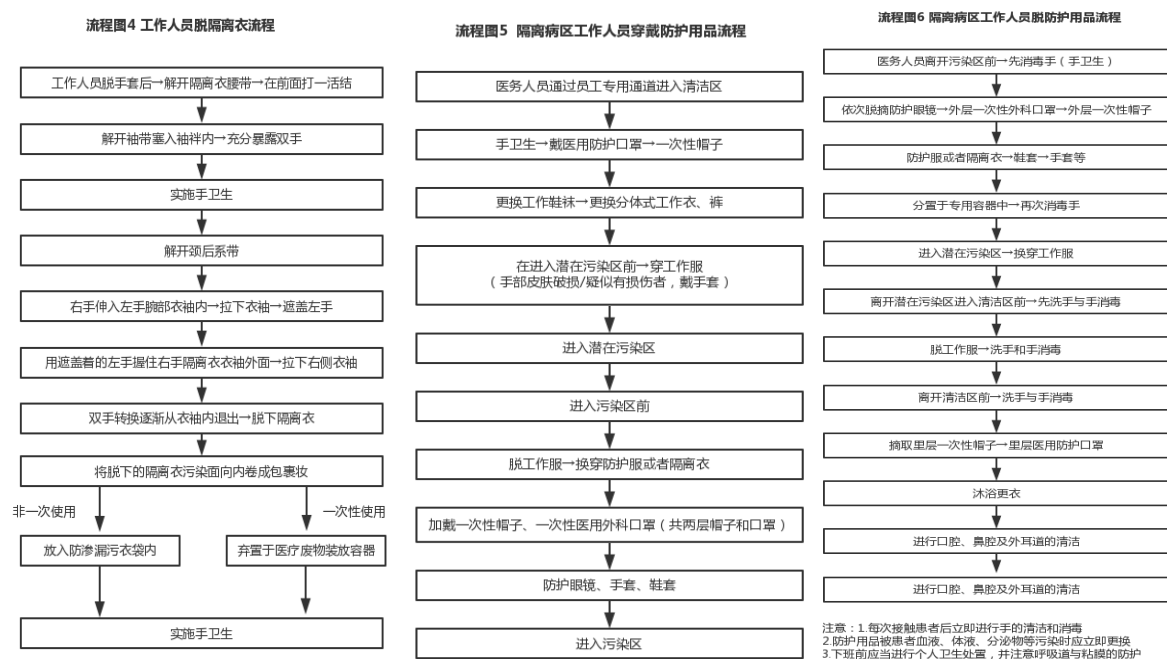 流程图4 工作人员脱隔离衣流程
工作人员脱手套后→解开隔离衣腰带→在前面打一活结
解开袖带塞入袖袢内→充分暴露双手
实施手卫生
解开颈后系带
右手伸入左手腕部衣袖内→拉下衣袖→遮盖左手
用遮盖着的左手握住右手隔离衣衣袖外面→拉下右侧衣袖
双手转换逐渐从衣袖内退出→脱下隔离衣
将脱下的隔离衣污染面向内卷成包裹妆
非一次使用
一次性使用
放入防渗漏污衣袋内
弃置于医疗废物装放容器
实施手卫生
流程图5 隔离病区工作人员穿戴防护用品流程
医务人员通过员工专用通道进入清洁区
手卫生→戴医用防护口罩→一次性帽子
更换工作鞋袜→更换分体式工作衣、裤
在进入潜在污染区前→穿工作服
（手部皮肤破损/疑似有损伤者，戴手套）
进入潜在污染区
进入污染区前
脱工作服→换穿防护服或者隔离衣
加戴一次性帽子、一次性医用外科口罩（共两层帽子和口罩）
防护眼镜、手套、鞋套
进入污染区
流程图6 隔离病区工作人员脱防护用品流程
医务人员离开污染区前→先消毒手（手卫生）
依次脱摘防护眼镜→外层一次性外科口罩→外层一次性帽子
防护服或者隔离衣→鞋套→手套等
分置于专用容器中→再次消毒手
进入潜在污染区→换穿工作服
离开潜在污染区进入清洁区前→先洗手与手消毒
脱工作服→洗手和手消毒
离开清洁区前→洗手与手消毒
摘取里层一次性帽子→里层医用防护口罩
沐浴更衣
进行口腔、鼻腔及外耳道的清洁
进行口腔、鼻腔及外耳道的清洁
注意：1.每次接触患者后立即进行手的清洁和消毒
2.防护用品被患者血液、体液、分泌物等污染时应立即更换
3.下班前应当进行个人卫生处置，并注意呼吸道与粘膜的防护